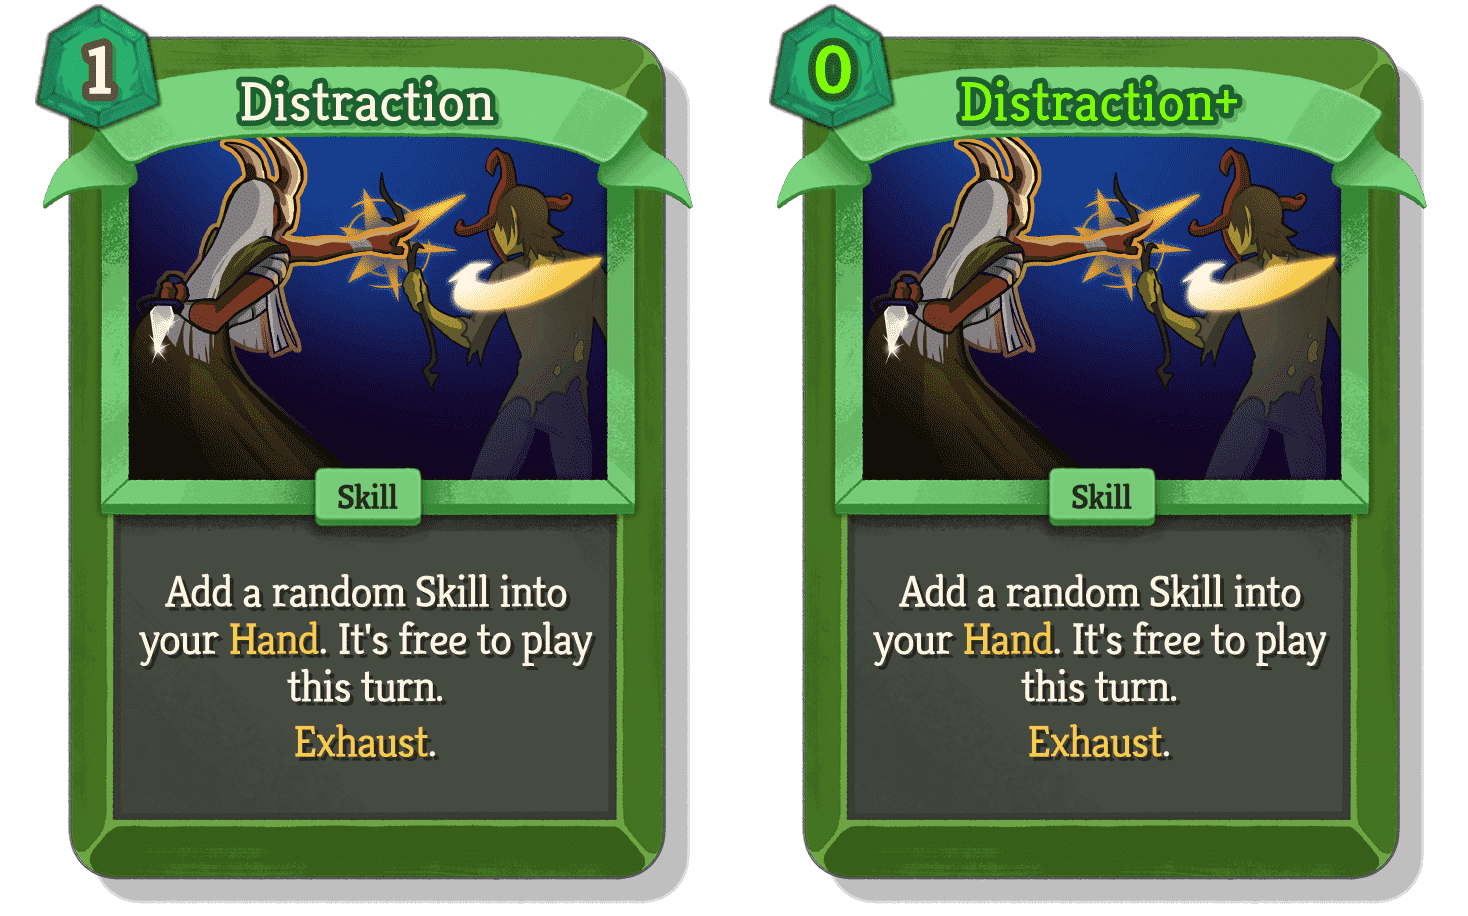 1
Distraction
Skill
Add a random Skill into
your Hand. It's free to play
this turn.
Exhaust.
0
Distraction+
Skill
Add a random Skill into
your Hand. It's free to play
this turn.
Exhaust.